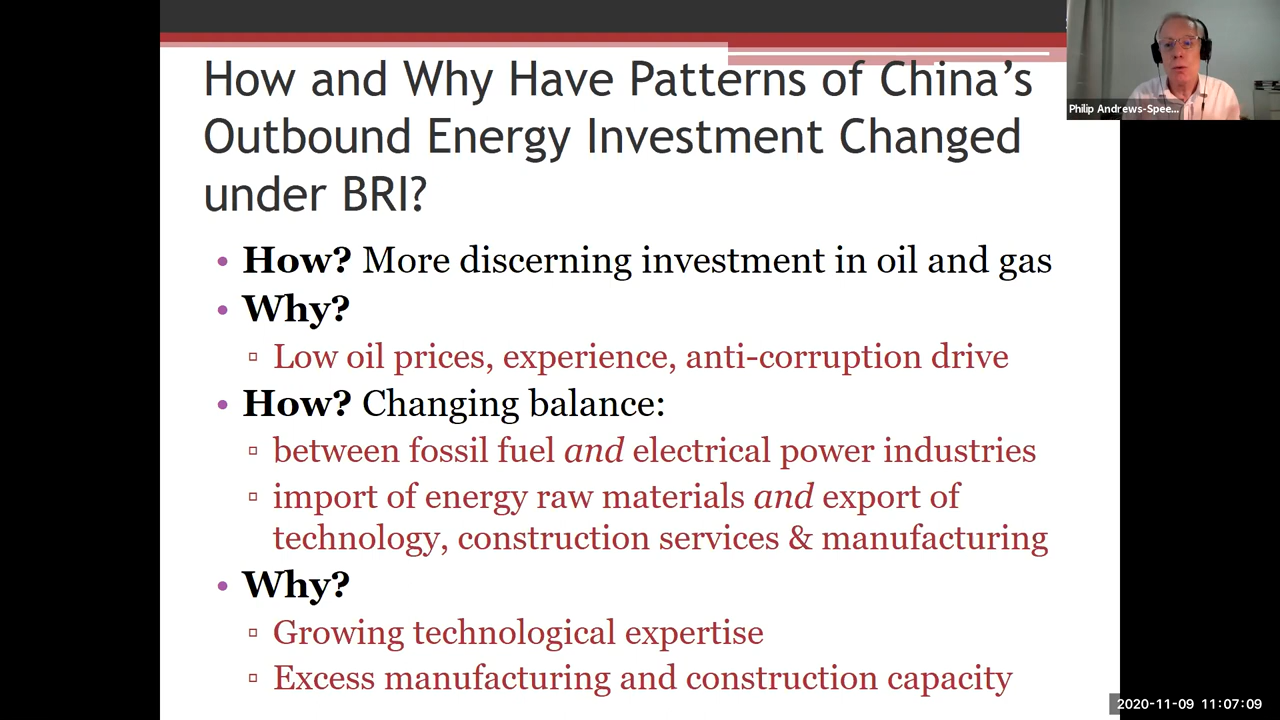 How and Why Have Patterns of China’s
Outbound Energy Investment Changed
under BRI?
• How? More discerning investment in oil and gas
• Why?
▫ Low oil prices, experience, anti-corruption drive
• How? Changing balance:
▫ between fossil fuel and electrical power industries
▫ import of energy raw materials and export of
technology, construction services & manufacturing
• Why?
▫ Growing technological expertise
▫ Excess manufacturing and construction capacity
Philip Andrews-Spee...
2020-11-09 11:07:09